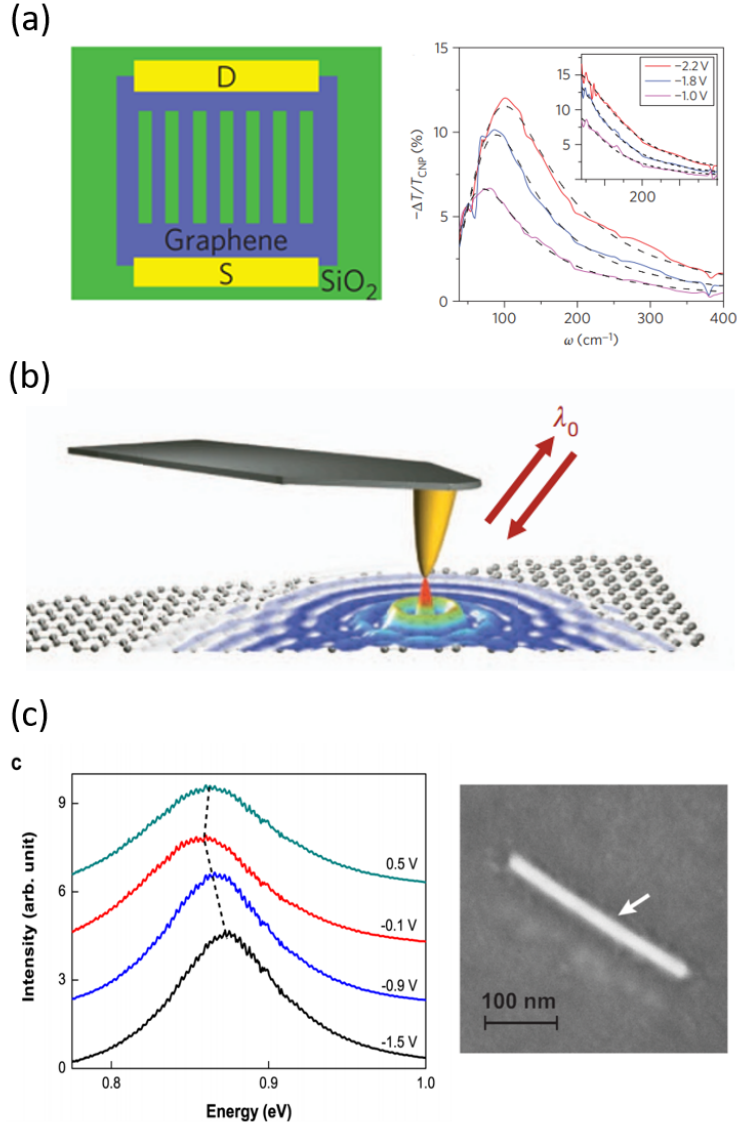 (a)
D
Graphene
S
SiO₂
15
10
5
0
−ΔT/T_CNP (%)
100
200
300
400
ω (cm⁻¹)
15
10
5
200
−2.2 V
−1.8 V
−1.0 V
(b)
λ₀
(c)
c
9
6
3
0
Intensity (arb. unit)
0.5 V
-0.1 V
-0.9 V
-1.5 V
0.8
0.9
1.0
Energy (eV)
100 nm